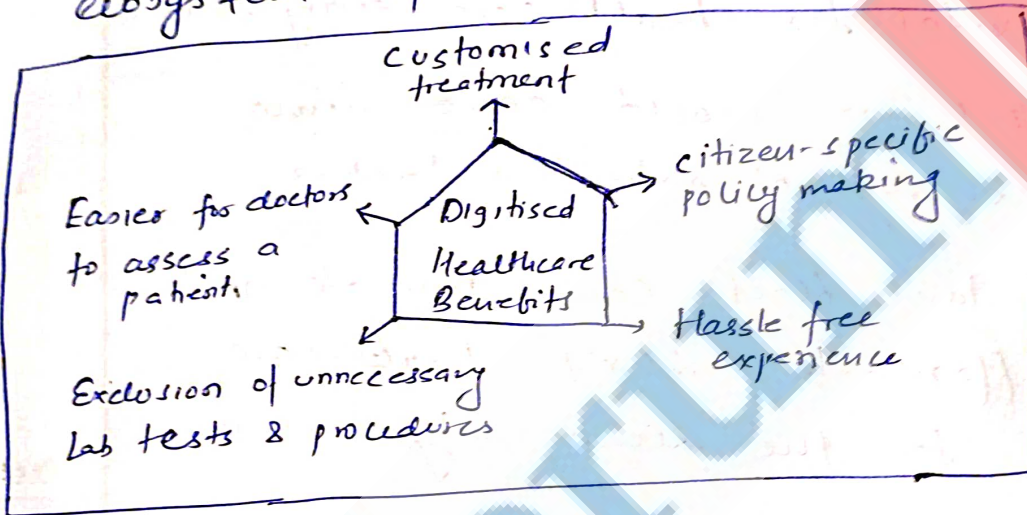 Customised
treatment
citizen-specific
policy making
Easier for doctors
to assess a
patient.
Digitised
Healthcare
Benefits
Hassle free
experience
Exclusion of unnecessary
Lab tests & procedures